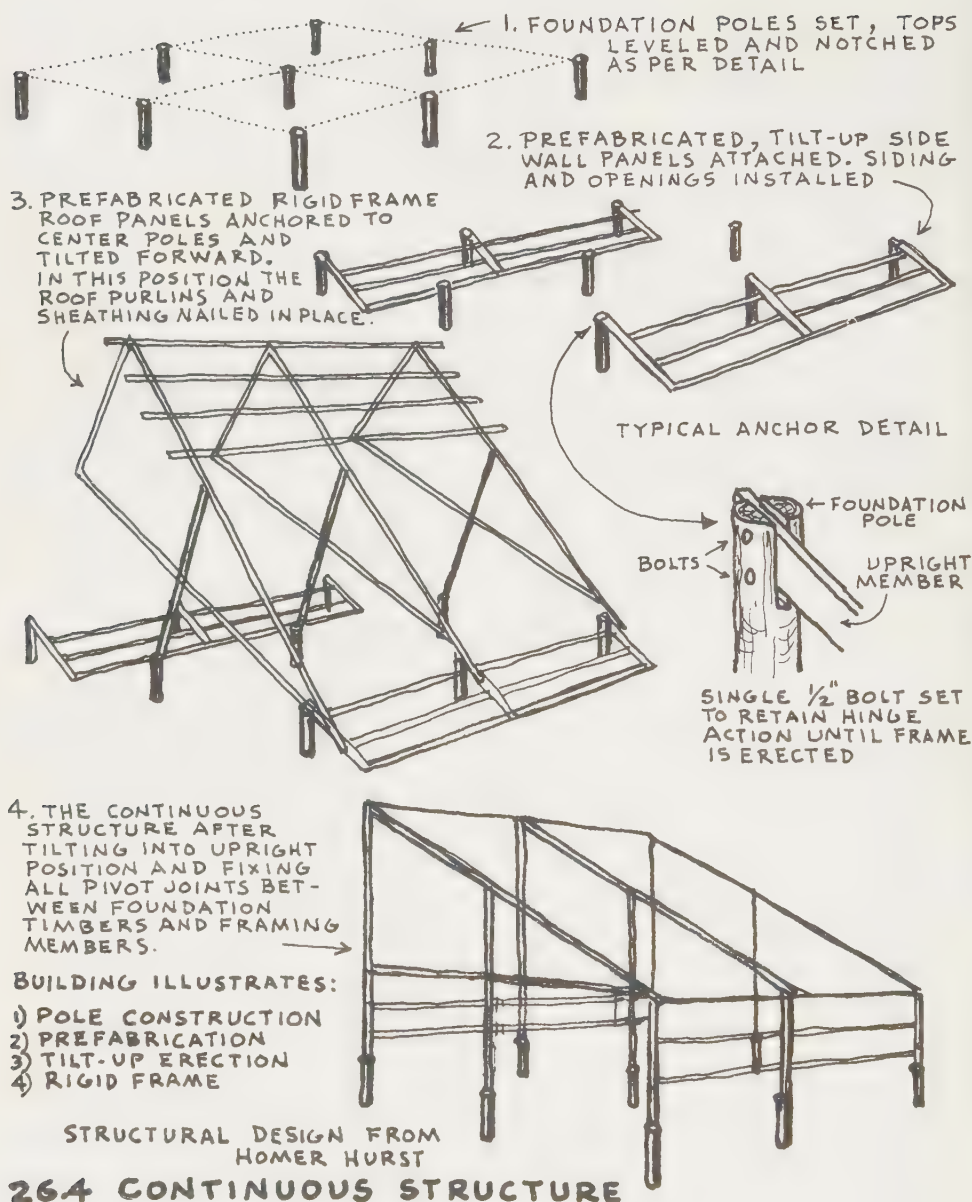 1. FOUNDATION POLES SET, TOPS
LEVELED AND NOTCHED
AS PER DETAIL
2. PREFABRICATED, TILT-UP SIDE
WALL PANELS ATTACHED. SIDING
AND OPENINGS INSTALLED
3. PREFABRICATED RIGID FRAME
ROOF PANELS ANCHORED TO
CENTER POLES AND
TILTED FORWARD.
IN THIS POSITION THE
ROOF PURLINS AND
SHEATHING NAILED IN PLACE.
TYPICAL ANCHOR DETAIL
FOUNDATION
POLE
BOLTS
UPRIGHT
MEMBER
SINGLE 1/2" BOLT SET
TO RETAIN HINGE
ACTION UNTIL FRAME
IS ERECTED
4. THE CONTINUOUS
STRUCTURE AFTER
TILTING INTO UPRIGHT
POSITION AND FIXING
ALL PIVOT JOINTS BET-
WEEN FOUNDATION
TIMBERS AND FRAMING
MEMBERS.
BUILDING ILLUSTRATES:
1) POLE CONSTRUCTION
2) PREFABRICATION
3) TILT-UP ERECTION
4) RIGID FRAME
STRUCTURAL DESIGN FROM
HOMER HURST
26.4 CONTINUOUS STRUCTURE